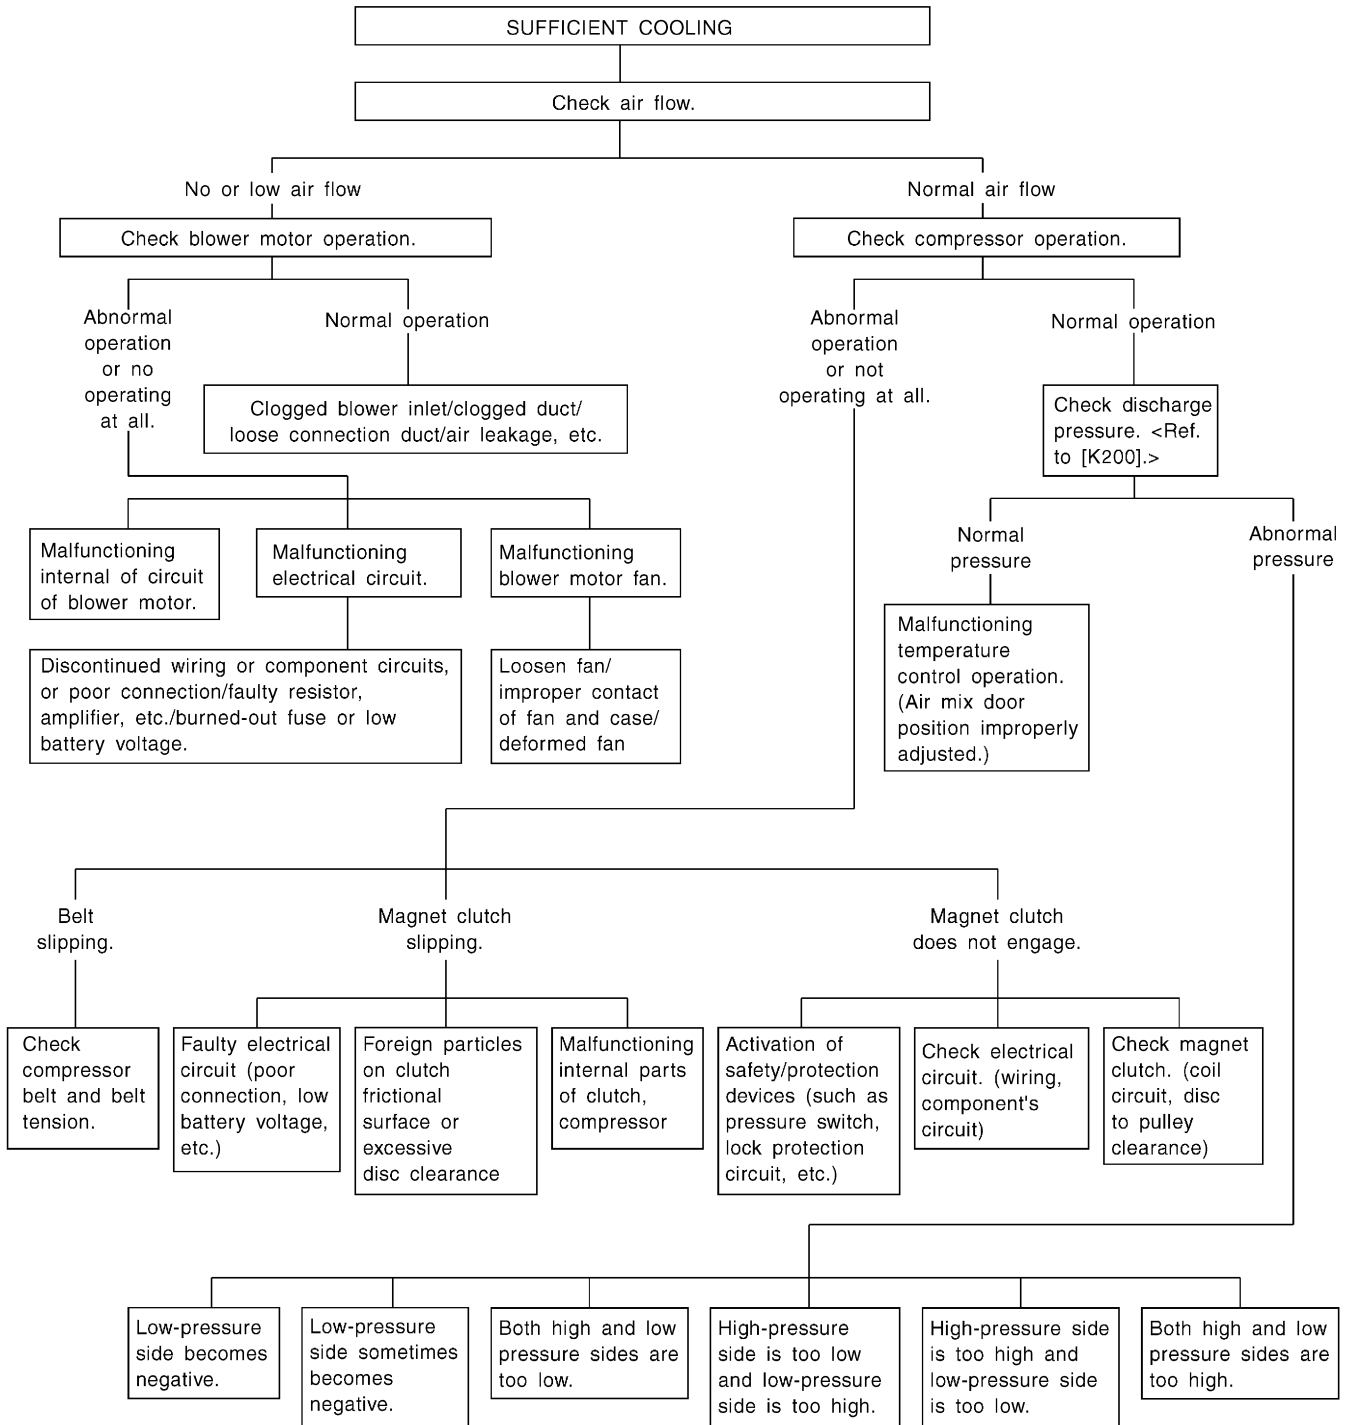 SUFFICIENT COOLING
Check air flow.
No or low air flow
Normal air flow
Check blower motor operation.
Check compressor operation.
Abnormal
operation
or no
operating
at all.
Normal operation
Abnormal
operation
or not
operating at all.
Normal operation
Clogged blower inlet/clogged duct/
loose connection duct/air leakage, etc.
Check discharge
pressure. <Ref.
to [K200].>
Normal
pressure
Abnormal
pressure
Malfunctioning
internal of circuit
of blower motor.
Malfunctioning
electrical circuit.
Malfunctioning
blower motor fan.
Discontinued wiring or component circuits,
or poor connection/faulty resistor,
amplifier, etc./burned-out fuse or low
battery voltage.
Loosen fan/
improper contact
of fan and case/
deformed fan
Malfunctioning
temperature
control operation.
(Air mix door
position improperly
adjusted.)
Belt
slipping.
Magnet clutch
slipping.
Magnet clutch
does not engage.
Check
compressor
belt and belt
tension.
Faulty electrical
circuit (poor
connection, low
battery voltage,
etc.)
Foreign particles
on clutch
frictional
surface or
excessive
disc clearance
Malfunctioning
internal parts
of clutch,
compressor
Activation of
safety/protection
devices (such as
pressure switch,
lock protection
circuit, etc.)
Check electrical
circuit. (wiring,
component's
circuit)
Check magnet
clutch. (coil
circuit, disc
to pulley
clearance)
Low-pressure
side becomes
negative.
Low-pressure
side sometimes
becomes
negative.
Both high and low
pressure sides are
too low.
High-pressure
side is too low
and low-pressure
side is too high.
High-pressure side
is too high and
low-pressure side
is too low.
Both high and low
pressure sides are
too high.